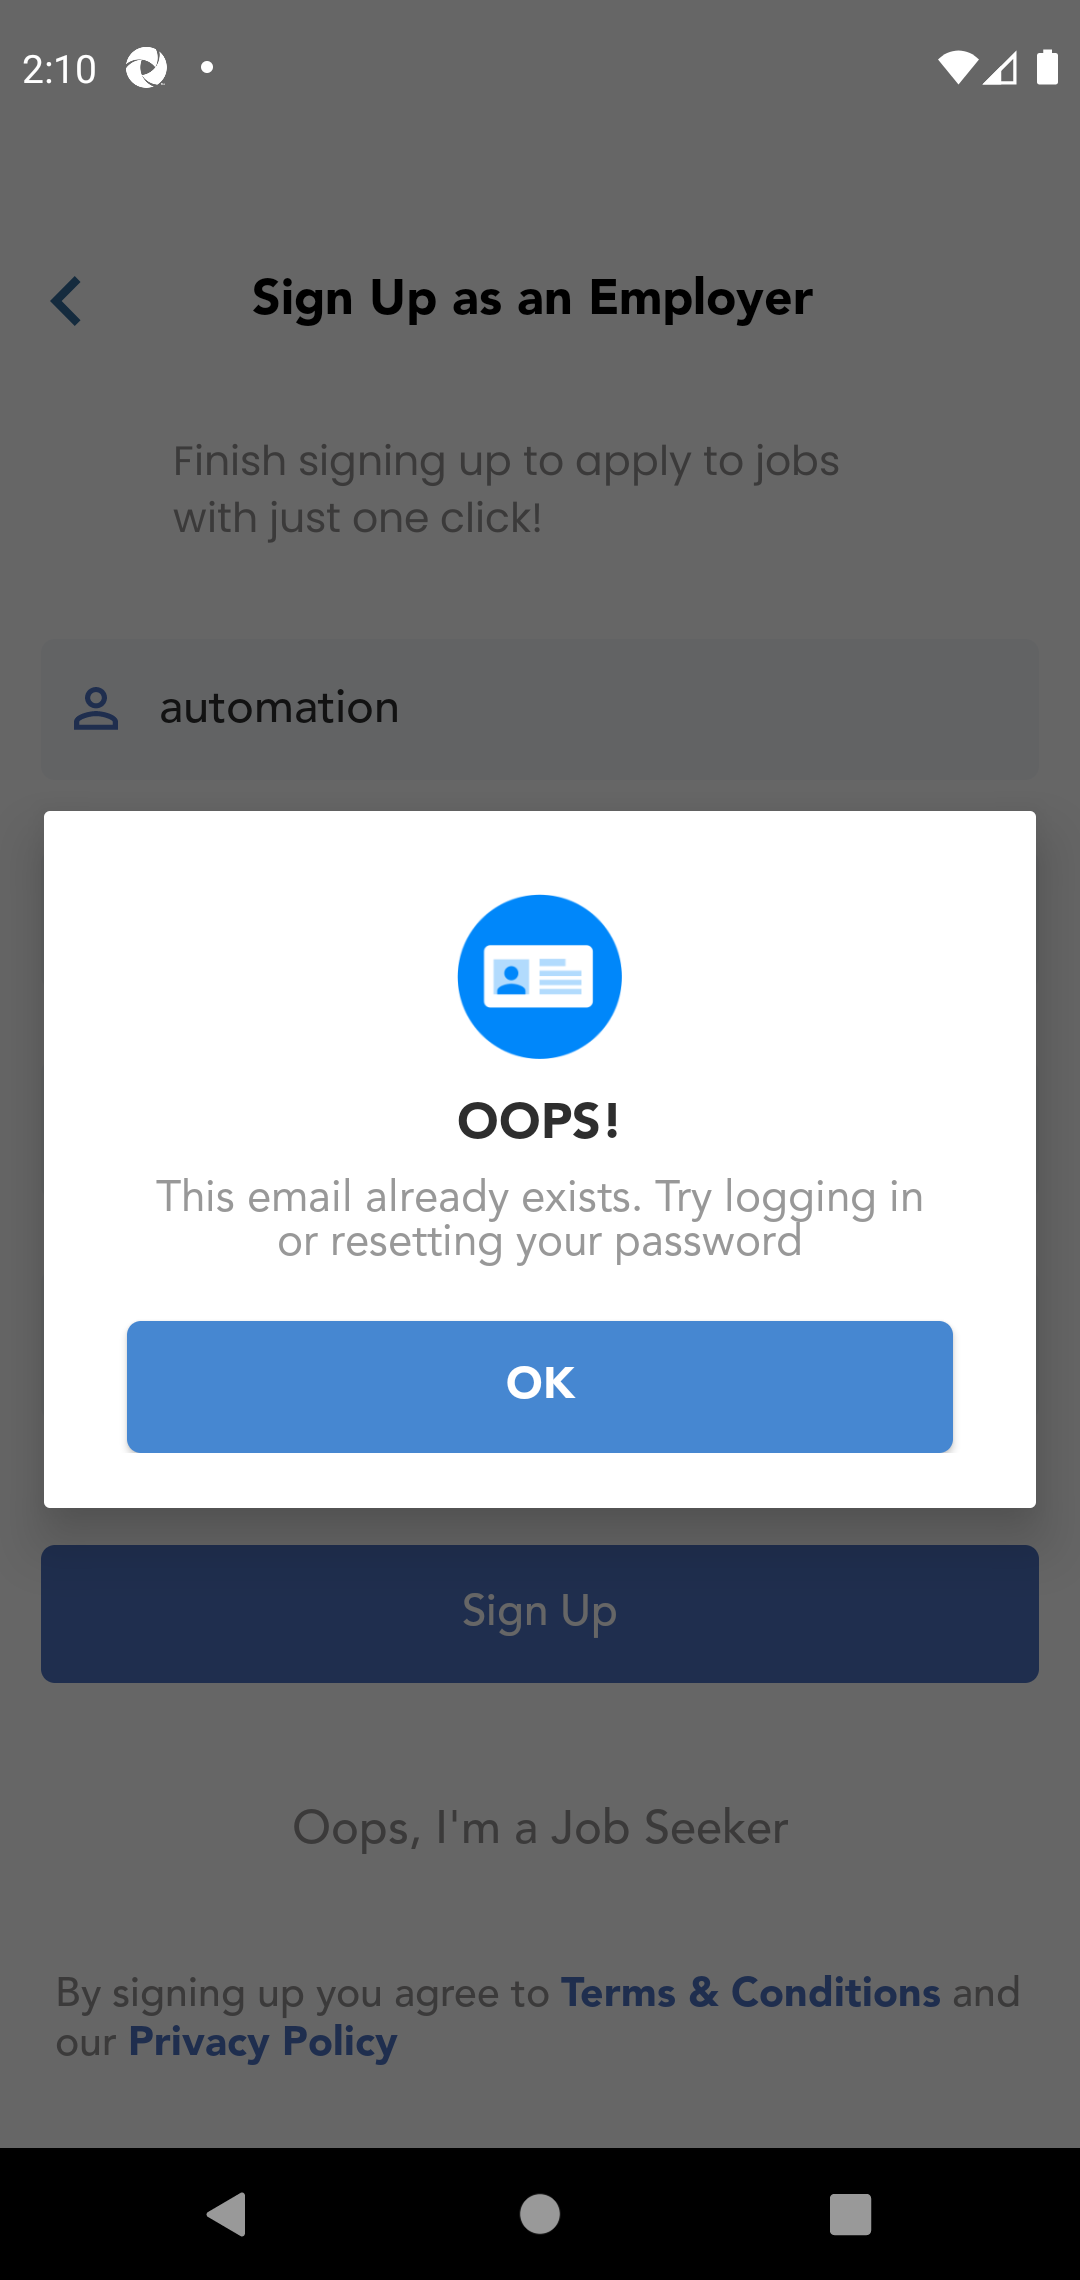 2:10
Sign Up as an Employer
Finish signing up to apply to jobs
with just one click!
automation
OOPS!
This email already exists. Try logging in
or resetting your password
OK
Sign Up
Oops, I'm a Job Seeker
By signing up you agree to Terms & Conditions and
our Privacy Policy